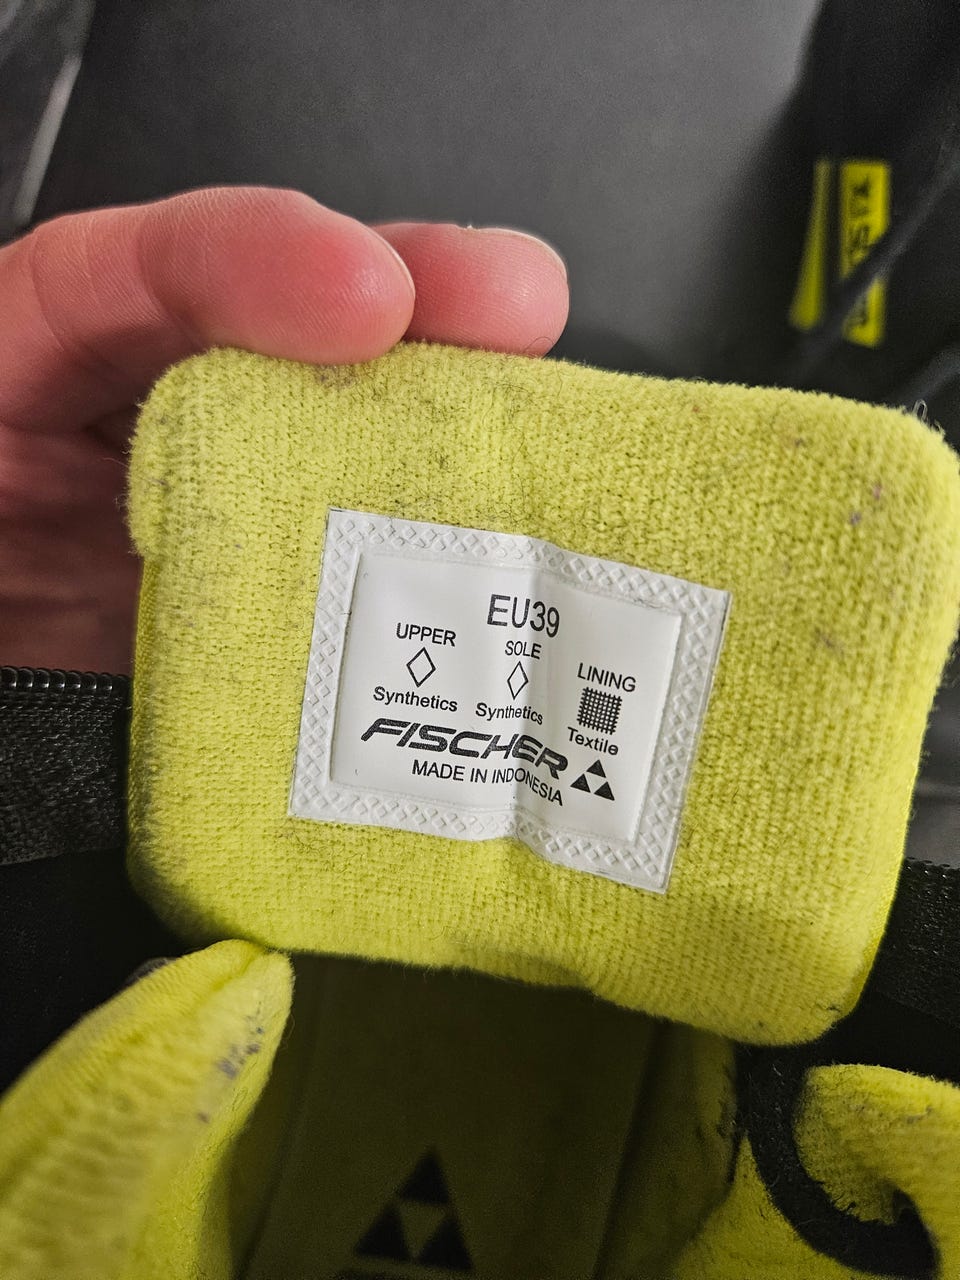 EU39
UPPER
SOLE
LINING
Synthetics
Synthetics
Textile
FISCHER
MADE IN INDONESIA